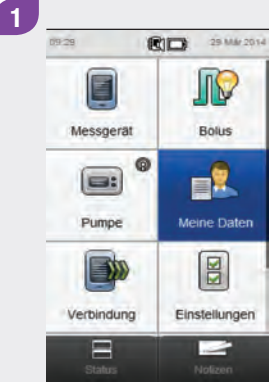 1
09:29 29 Mär 2014
Messgerät Bolus
Pumpe Meine Daten
Verbindung Einstellungen
Status Notizen